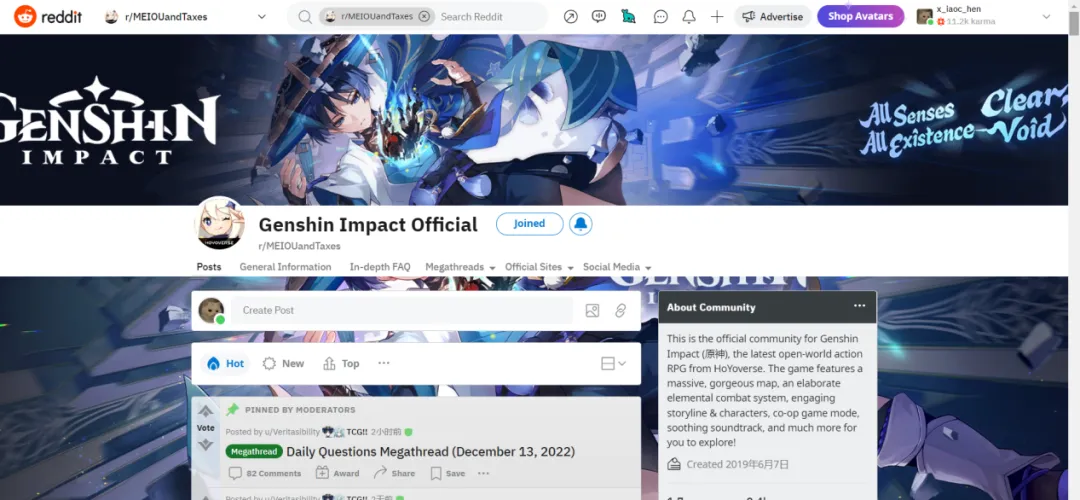 reddit
r/MEIOUandTaxes
r/MEIOUandTaxes
Search Reddit
Advertise
Shop Avatars
x_iaoc_hen
11.2k karma
GENSHIN
IMPACT
All Senses Clear,
All Existence Void
HOYOVERSE
Genshin Impact Official
Joined
r/MEIOUandTaxes
Posts
General Information
In-depth FAQ
Megathreads
Official Sites
Social Media
Create Post
Hot
New
Top
PINNED BY MODERATORS
Posted by u/Veritasibility TCG!! 2小时前
Vote
Megathread Daily Questions Megathread (December 13, 2022)
82 Comments
Award
Share
Save
About Community
This is the official community for Genshin
Impact (原神), the latest open-world action
RPG from HoYoverse. The game features a
massive, gorgeous map, an elaborate
elemental combat system, engaging
storyline & characters, co-op game mode,
soothing soundtrack, and much more for
you to explore!
Created 2019年6月7日